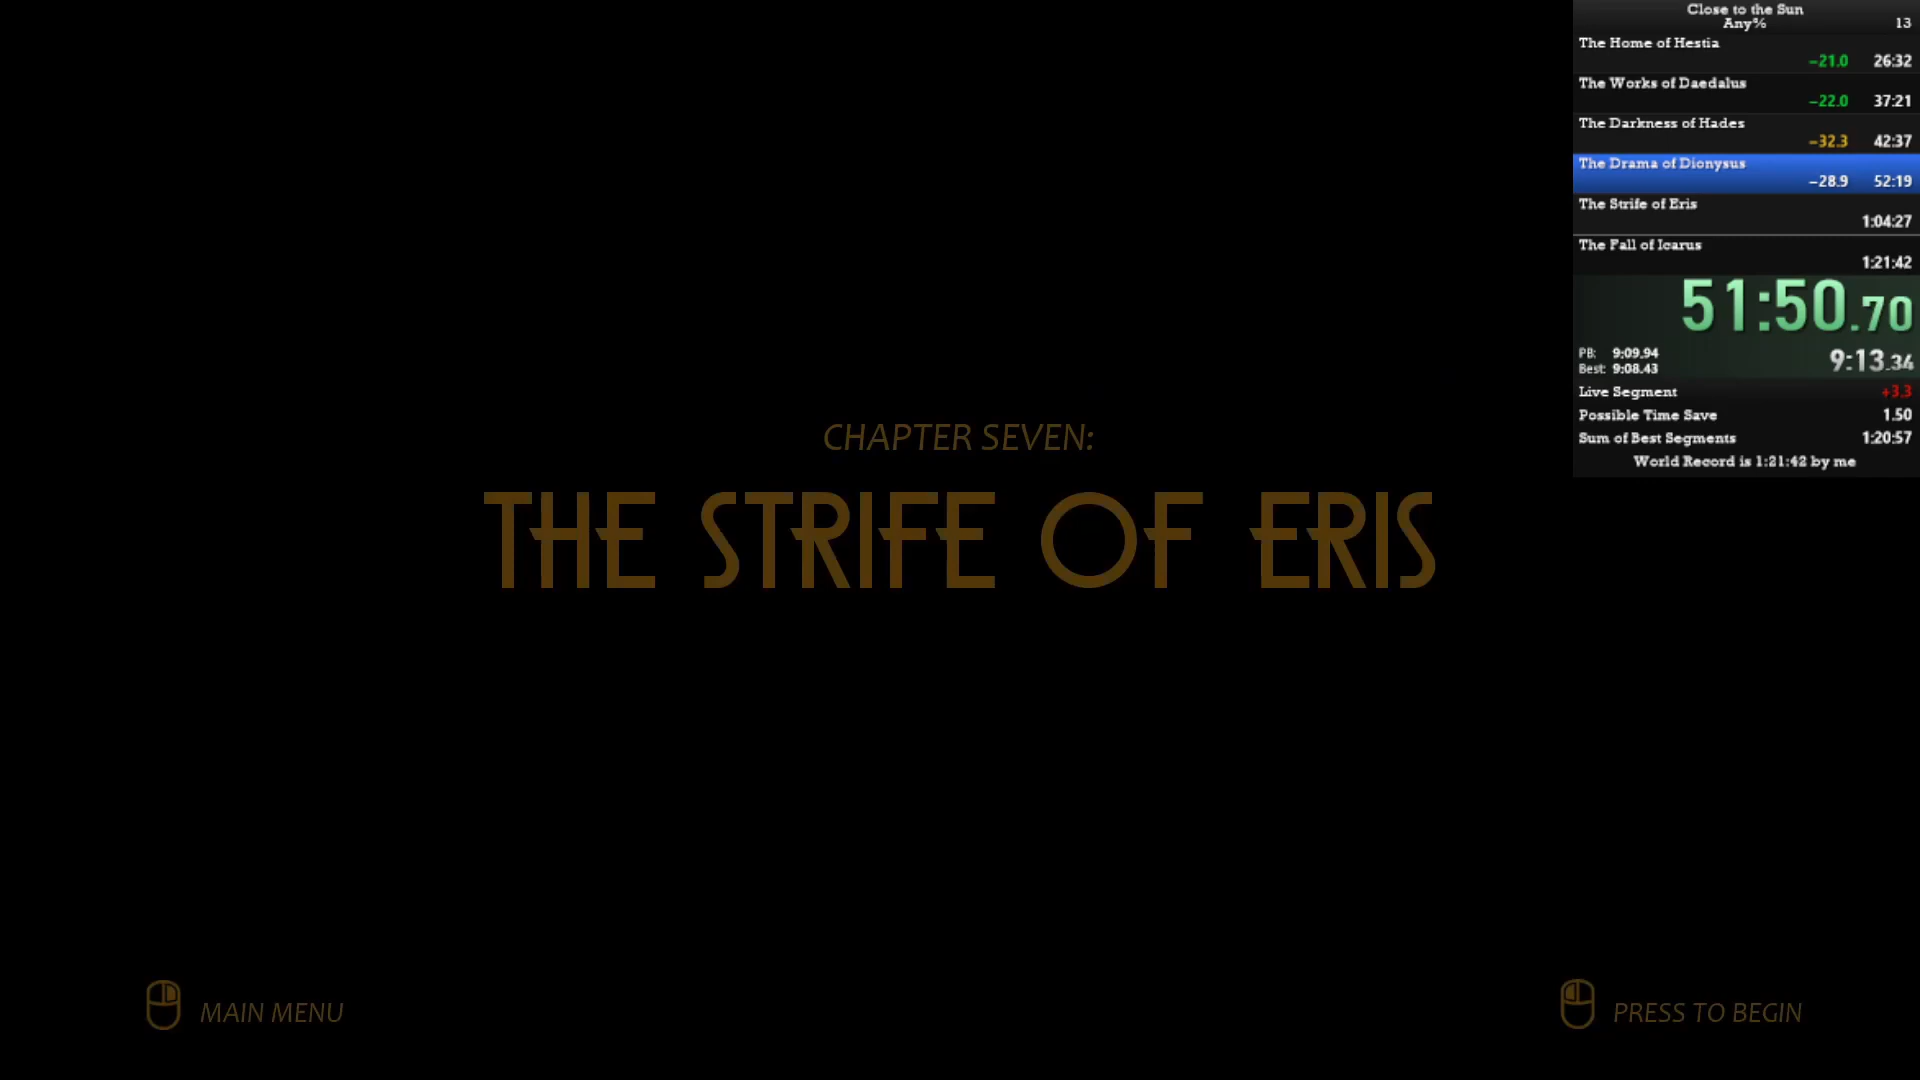 Close to the Sun
Any% 13
The Home of Hestia
-21.0 26:32
The Works of Daedalus
-22.0 37:21
The Darkness of Hades
-32.3 42:37
The Drama of Dionysus
-28.9 52:19
The Strife of Eris
1:04:27
The Fall of Icarus
1:21:42
51:50.70
PB: 9:09.94
Best: 9:08.43
9:13.34
Live Segment +3.3
Possible Time Save 1.50
Sum of Best Segments 1:20:57
World Record is 1:21:42 by me
CHAPTER SEVEN:
THE STRIFE OF ERIS
MAIN MENU
PRESS TO BEGIN